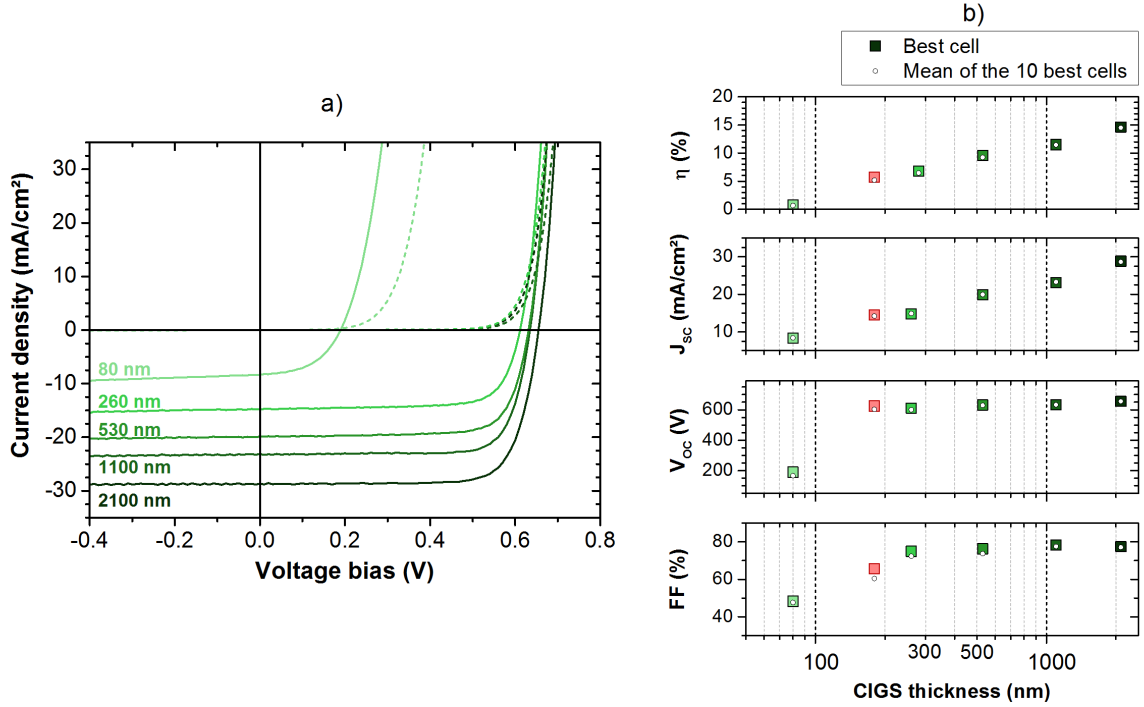 a)
Current density (mA/cm²)
30
20
10
0
-10
-20
-30
80 nm
260 nm
530 nm
1100 nm
2100 nm
-0.4
-0.2
0.0
0.2
0.4
0.6
0.8
Voltage bias (V)
b)
Best cell
Mean of the 10 best cells
η (%)
20
15
10
5
0
JSC (mA/cm²)
30
20
10
VOC (V)
600
400
200
FF (%)
80
60
40
100
300
500
1000
CIGS thickness (nm)